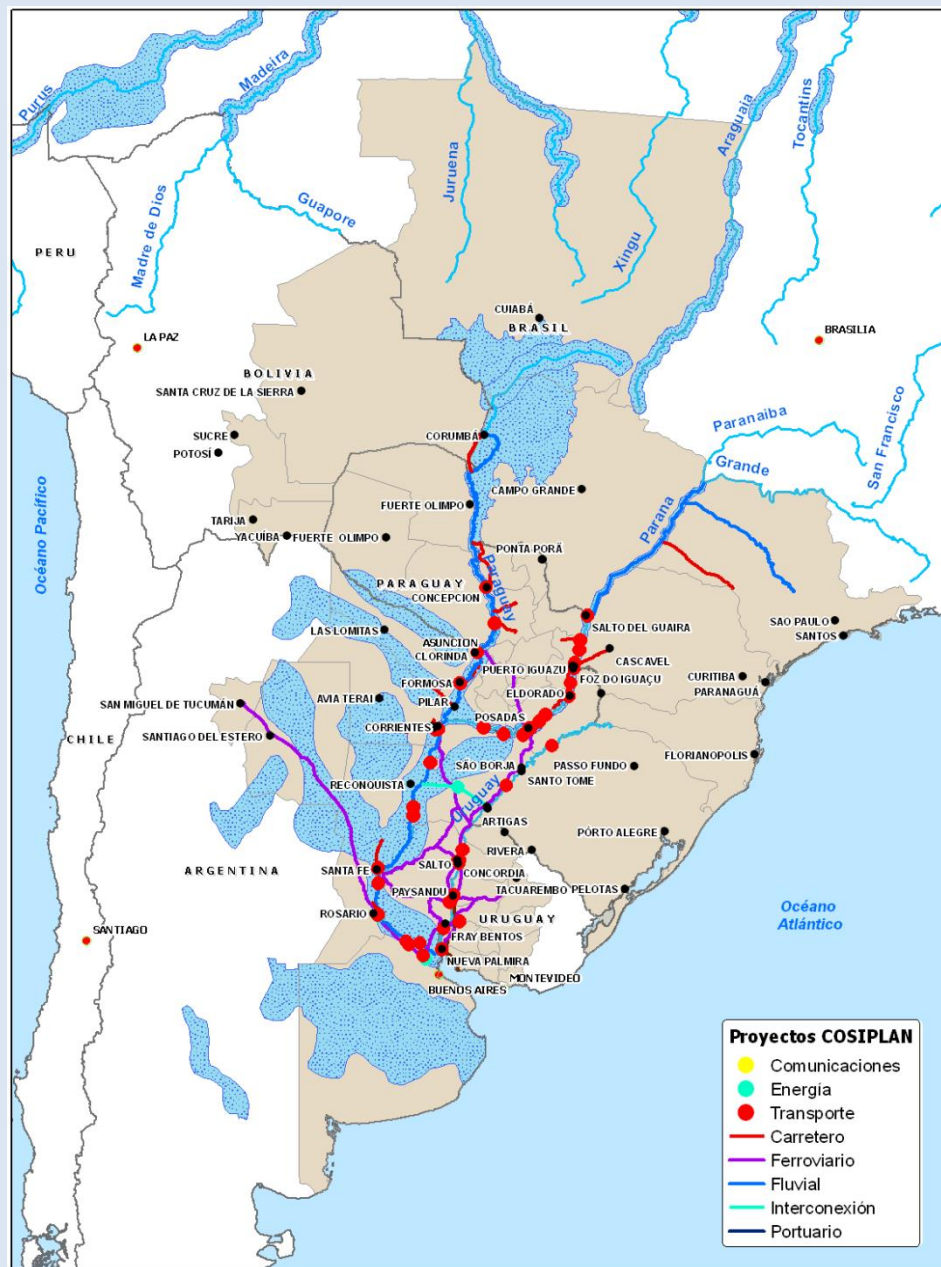 Purus
Madeira
Madre de Dios
Guapore
Juruena
Xingu
Araguaia
Tocantins
PERU
LA PAZ
CUIABÁ
BRASIL
BRASILIA
BOLIVIA
SANTA CRUZ DE LA SIERRA
Paranaiba
Grande
San Francisco
SUCRE
POTOSÍ
CORUMBÁ
CAMPO GRANDE
Parana
FUERTE OLIMPO
TARIJA
YACUÍBA
FUERTE OLIMPO
PONTA PORÃ
Océano Pacífico
PARAGUAY
Paraguay
CONCEPCION
LAS LOMITAS
ASUNCION
CLORINDA
SALTO DEL GUAIRA
SAO PAULO
SANTOS
PUERTO IGUAZU
CASCAVEL
FOZ DO IGUAÇU
CURITIBA
PARANAGUÁ
FORMOSA
ELDORADO
SAN MIGUEL DE TUCUMÁN
AVIA TERAI
PILAR
POSADAS
CHILE
SANTIAGO DEL ESTERO
CORRIENTES
SÃO BORJA
PASSO FUNDO
FLORIANOPOLIS
SANTO TOME
RECONQUISTA
Uruguay
ARTIGAS
PÔRTO ALEGRE
RIVERA
ARGENTINA
SANTA FE
SALTO
CONCORDIA
PAYSANDU
TACUAREMBO
PELOTAS
ROSARIO
URUGUAY
Océano
Atlántico
SANTIAGO
FRAY BENTOS
NUEVA PALMIRA
MONTEVIDEO
BUENOS AIRES
Proyectos COSIPLAN
Comunicaciones
Energía
Transporte
Carretero
Ferroviario
Fluvial
Interconexión
Portuario